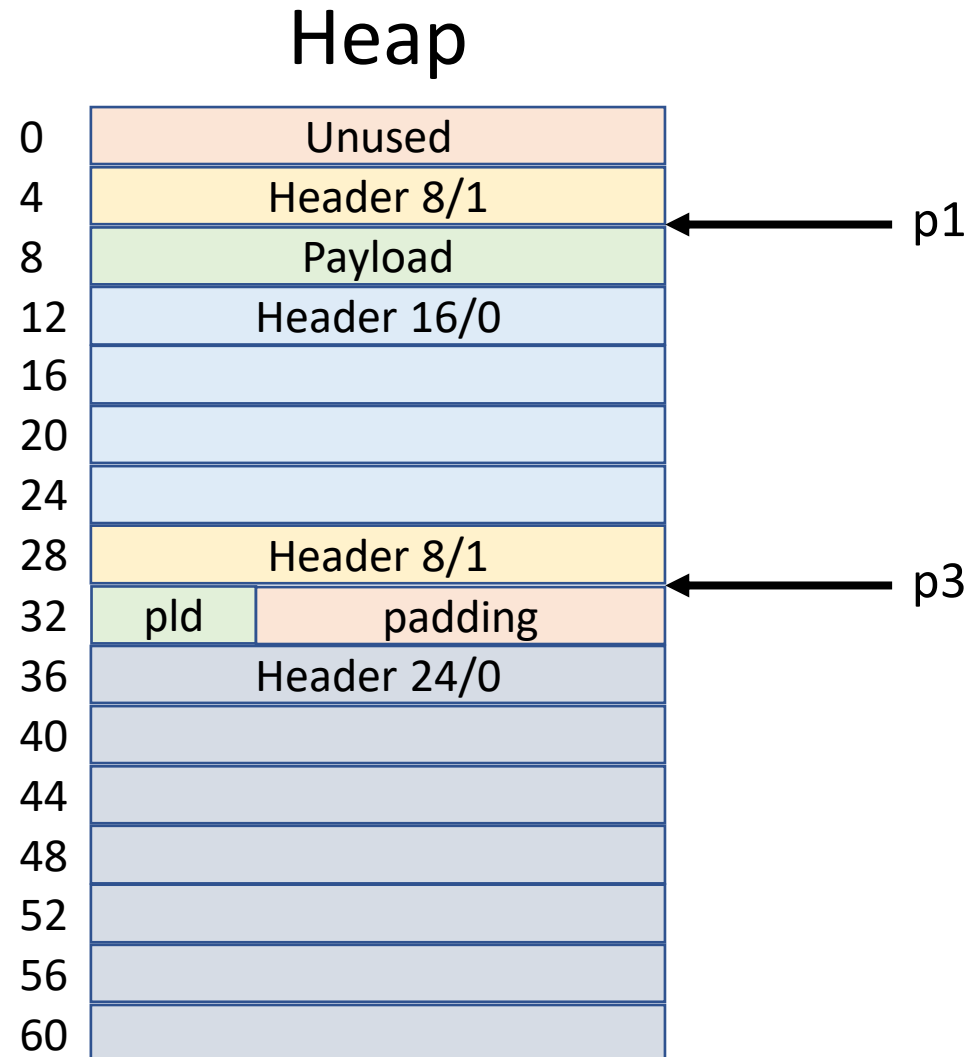 Heap
0 Unused
4 Header 8/1
p1
8 Payload
12 Header 16/0
16
20
24
28 Header 8/1
p3
32 pld padding
36 Header 24/0
40
44
48
52
56
60